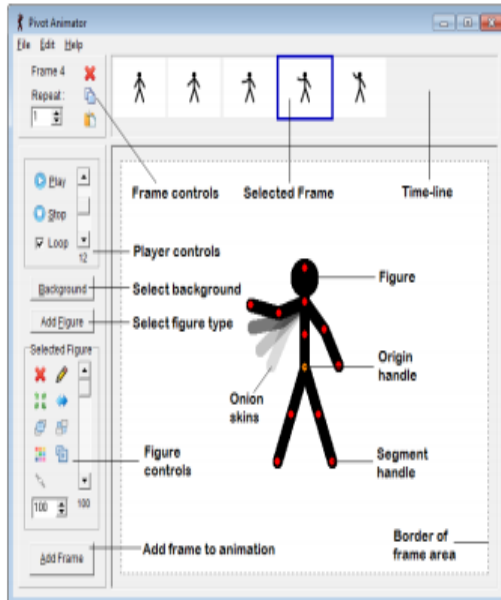 Pivot Animator
File Edit Help
Frame 4
Repeat:
1
Frame controls
Selected Frame
Time-line
Play
Stop
Loop
12
Player controls
Background
Select background
Add Figure
Select figure type
Figure
Selected Figure
Onion
skins
Origin
handle
Figure
controls
Segment
handle
100
100
Add Frame
Add frame to animation
Border of
frame area